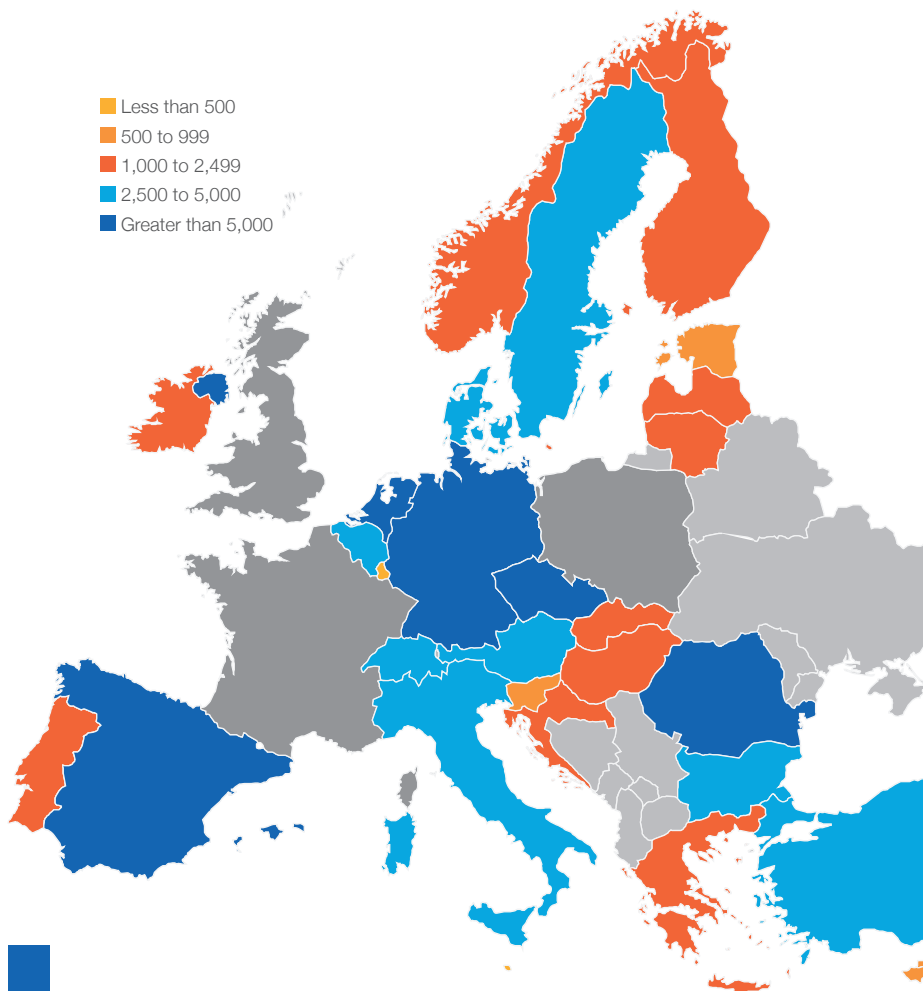 Less than 500
500 to 999
1,000 to 2,499
2,500 to 5,000
Greater than 5,000